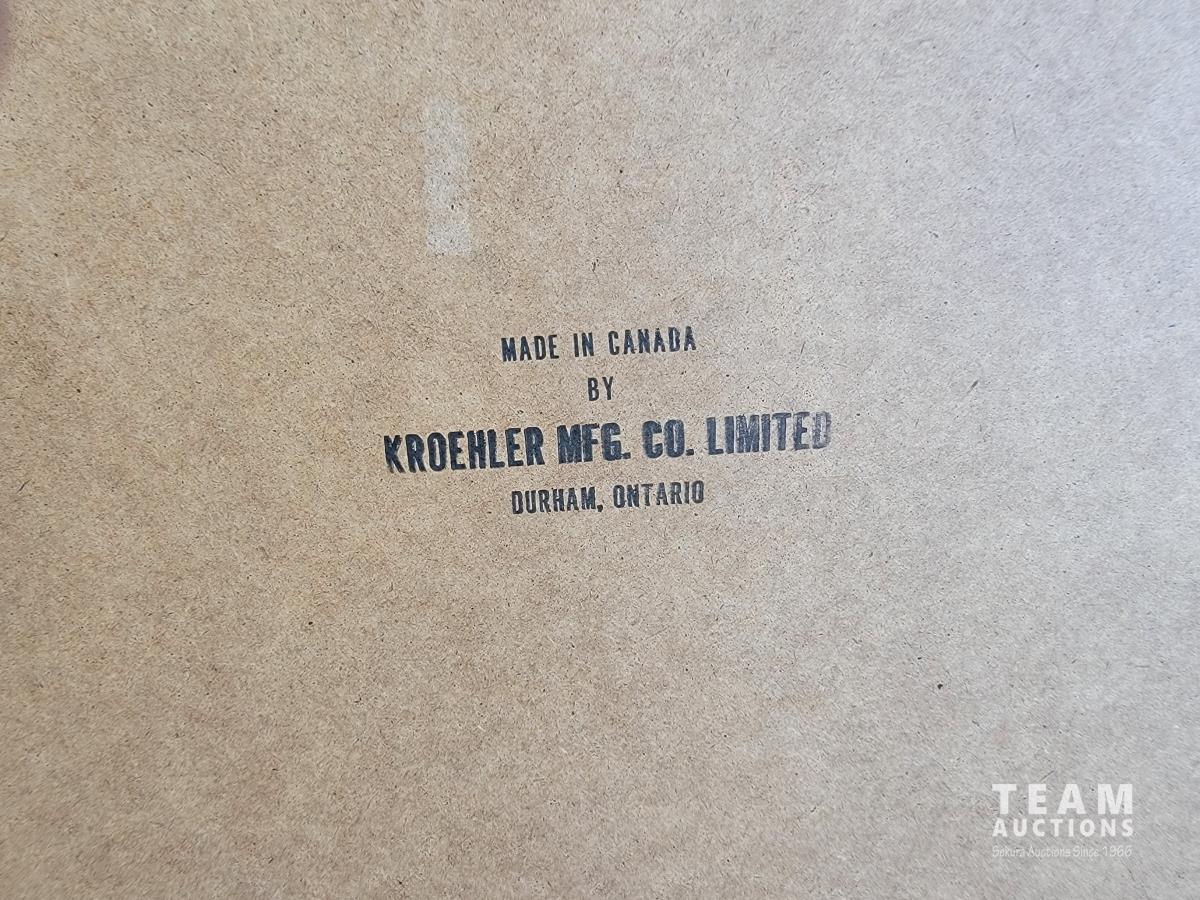 MADE IN CANADA
BY
KROEHLER MFG. CO. LIMITED
DURHAM, ONTARIO
TEAM
AUCTIONS
Sekura Auctions Since 1966